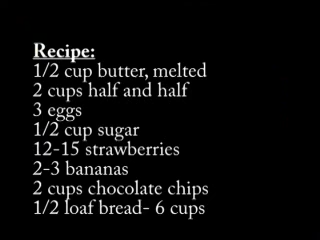 Recipe:
1/2 cup butter, melted
2 cups half and half
3 eggs
1/2 cup sugar
12-15 strawberries
2-3 bananas
2 cups chocolate chips
1/2 loaf bread- 6 cups